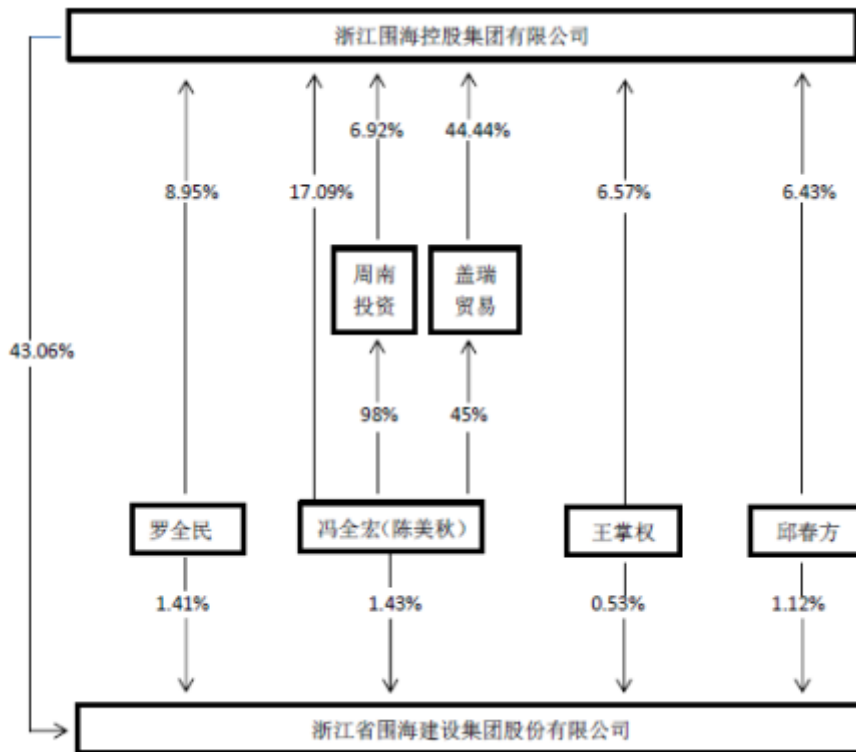 浙江围海控股集团有限公司
6.92%
44.44%
8.95%
17.09%
6.57%
6.43%
周南
投资
盖瑞
贸易
43.06%
98%
45%
罗全民
冯全宏(陈美秋)
王掌权
邱春方
1.41%
1.43%
0.53%
1.12%
浙江省围海建设集团股份有限公司